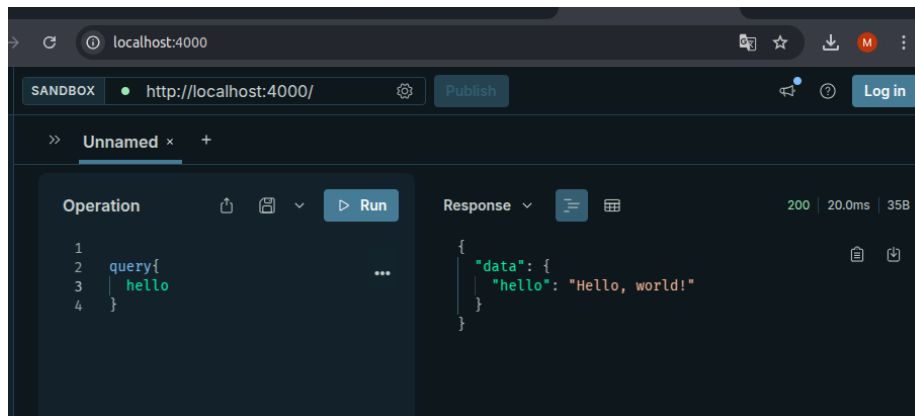 localhost:4000
M
SANDBOX http://localhost:4000/ Publish Log in
Unnamed × +
Operation Run
1
2 query{
3 hello
4 }
Response 200 20.0ms 35B
{
"data": {
"hello": "Hello, world!"
}
}